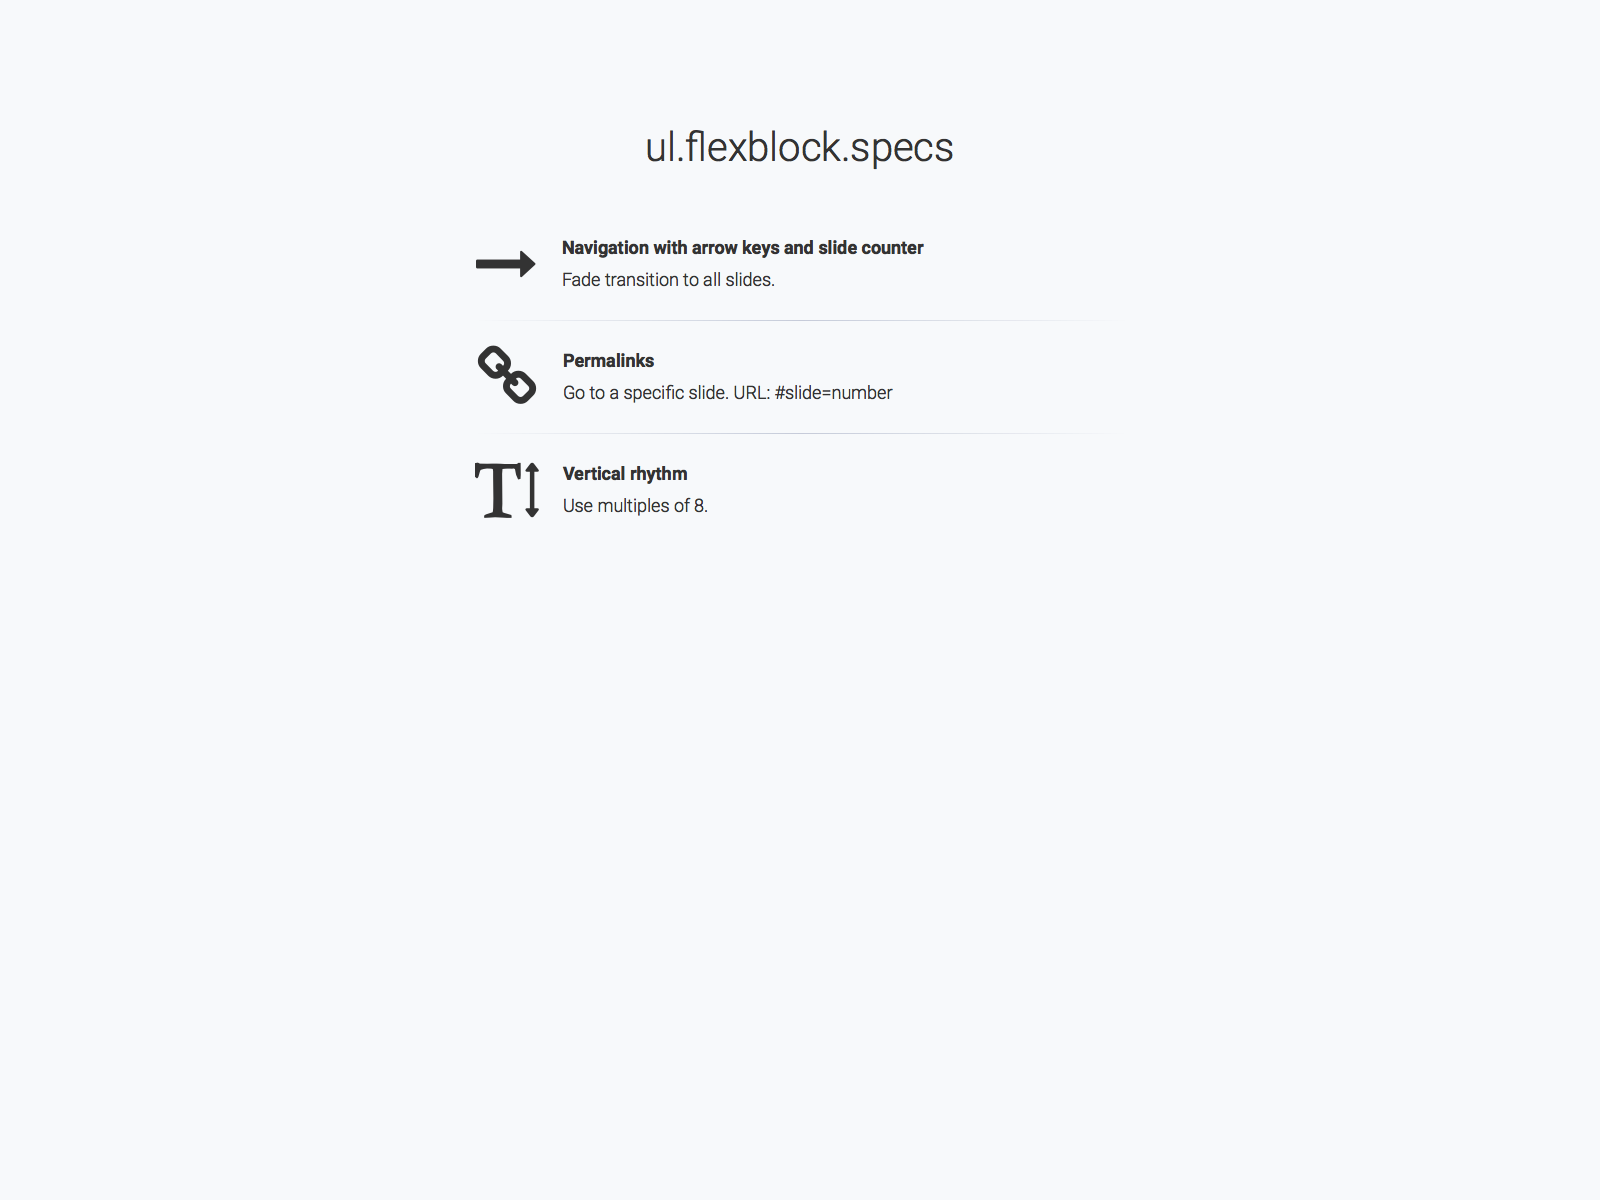 ul.flexblock.specs
Navigation with arrow keys and slide counter
Fade transition to all slides.
Permalinks
Go to a specific slide. URL: #slide=number
Vertical rhythm
Use multiples of 8.